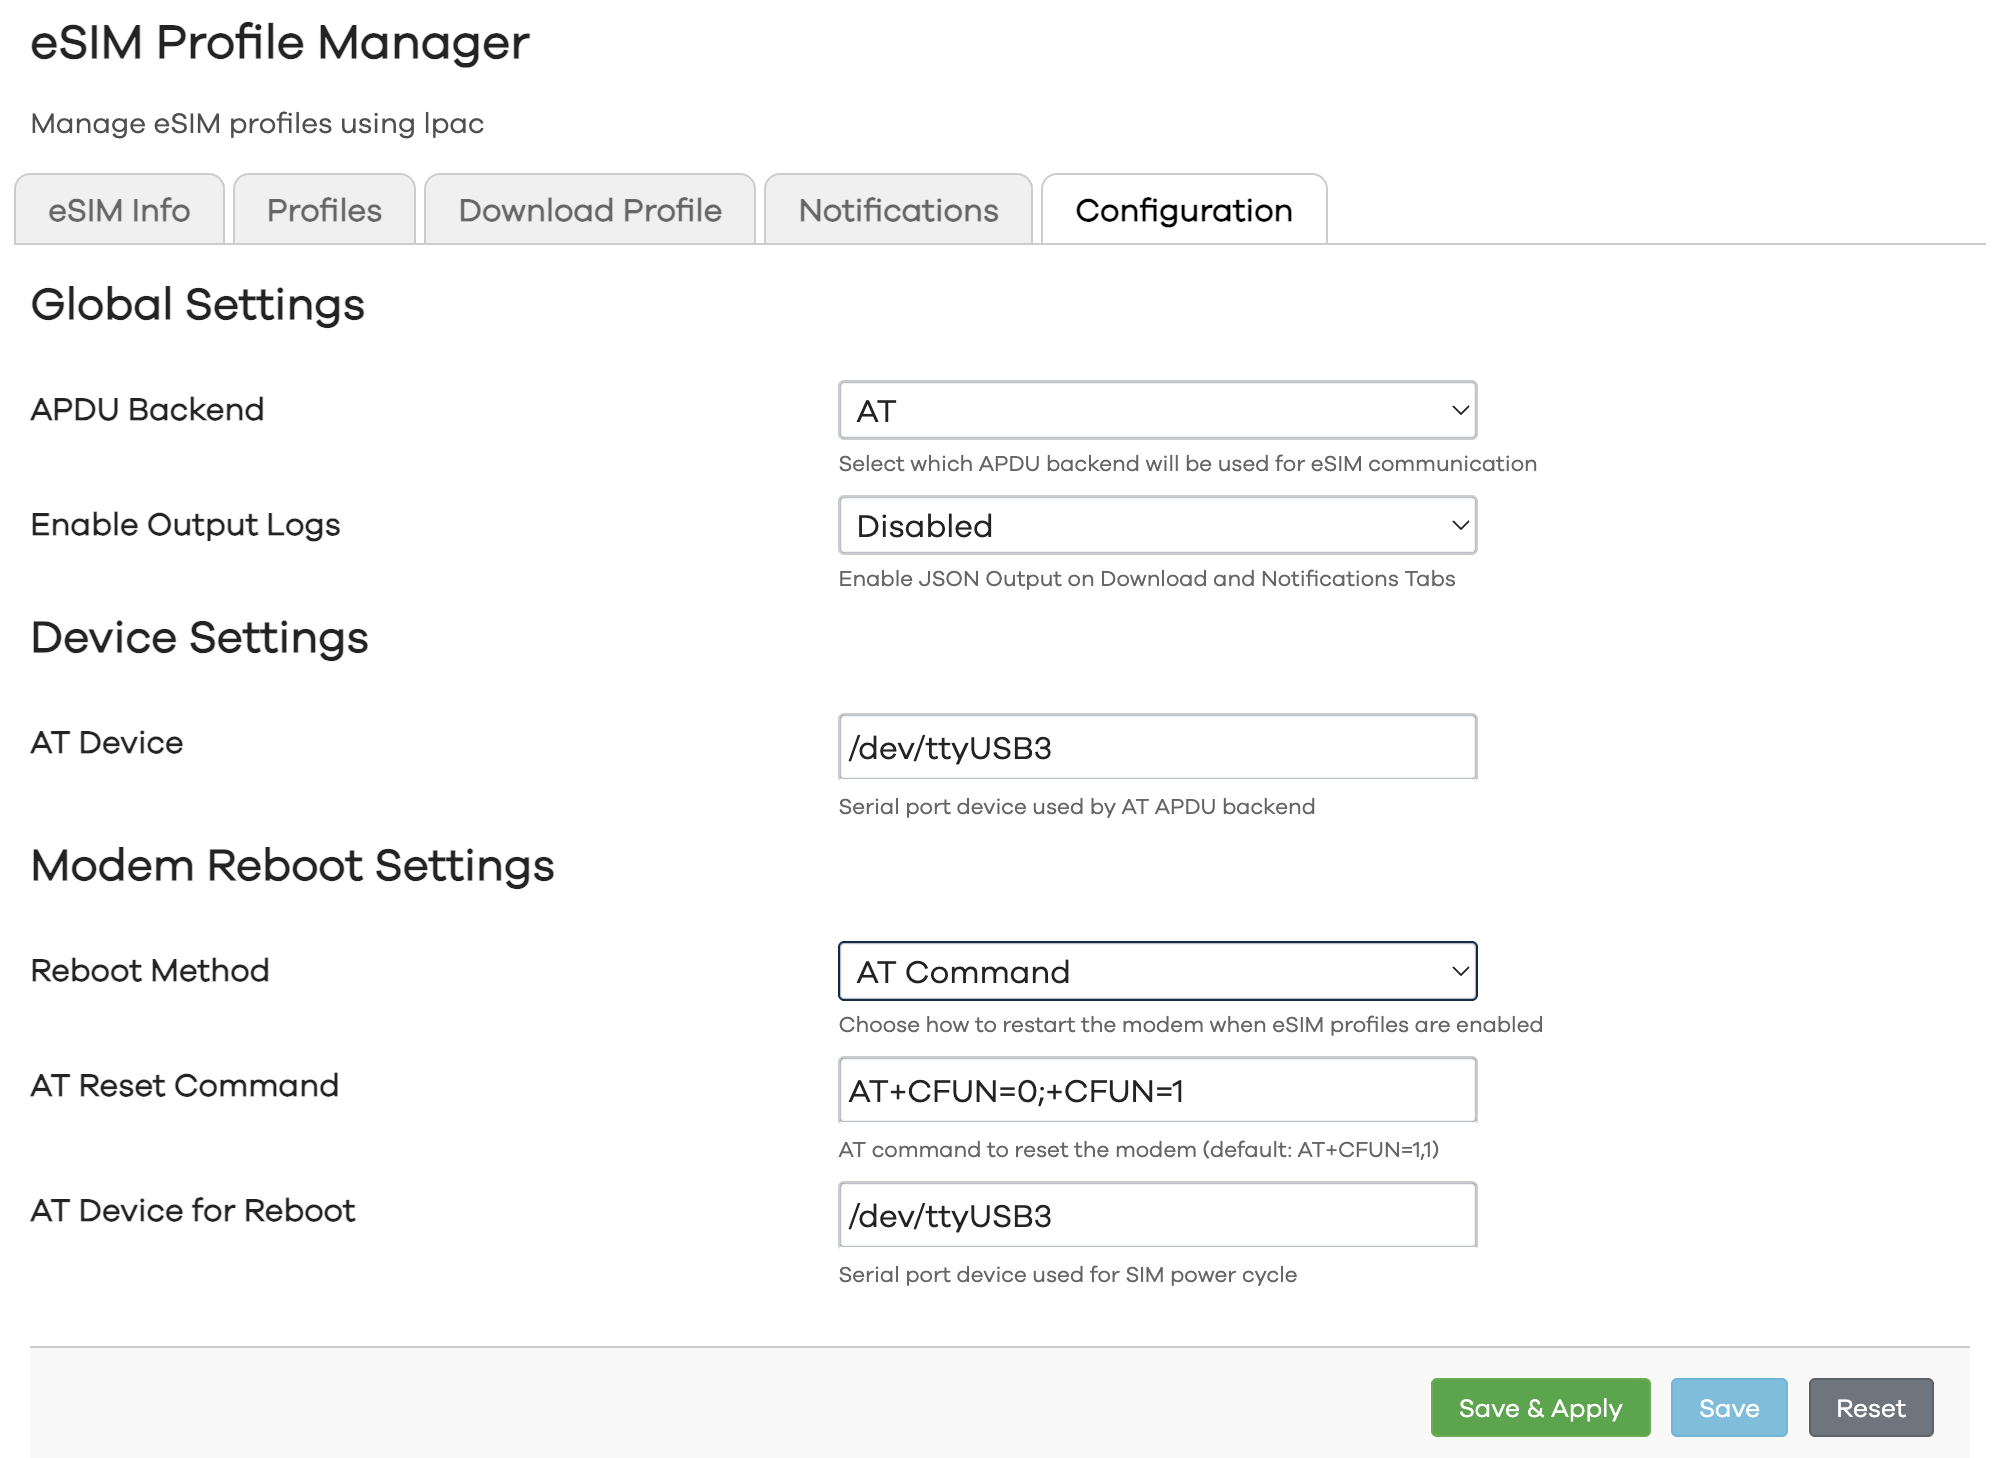 eSIM Profile Manager
Manage eSIM profiles using lpac
eSIM Info
Profiles
Download Profile
Notifications
Configuration
Global Settings
APDU Backend
AT
Select which APDU backend will be used for eSIM communication
Enable Output Logs
Disabled
Enable JSON Output on Download and Notifications Tabs
Device Settings
AT Device
/dev/ttyUSB3
Serial port device used by AT APDU backend
Modem Reboot Settings
Reboot Method
AT Command
Choose how to restart the modem when eSIM profiles are enabled
AT Reset Command
AT+CFUN=0;+CFUN=1
AT command to reset the modem (default: AT+CFUN=1,1)
AT Device for Reboot
/dev/ttyUSB3
Serial port device used for SIM power cycle
Save & Apply
Save
Reset